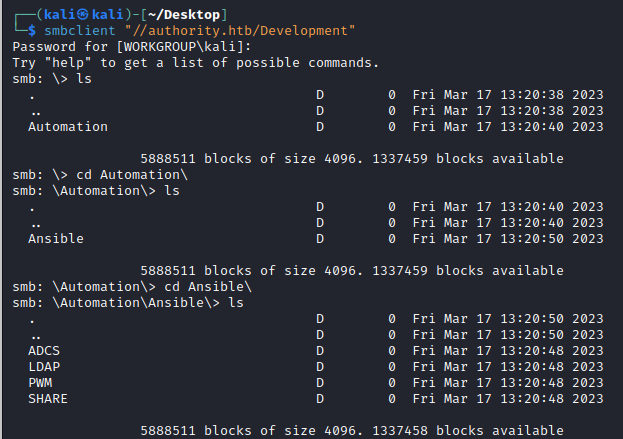 ┌──(kali㉿kali)-[~/Desktop]
└─$ smbclient "//authority.htb/Development"
Password for [WORKGROUP\kali]:
Try "help" to get a list of possible commands.
smb: \> ls
  .                                   D        0  Fri Mar 17 13:20:38 2023
  ..                                  D        0  Fri Mar 17 13:20:38 2023
  Automation                          D        0  Fri Mar 17 13:20:40 2023
                5888511 blocks of size 4096. 1337459 blocks available
smb: \> cd Automation\
smb: \Automation\> ls
  .                                   D        0  Fri Mar 17 13:20:40 2023
  ..                                  D        0  Fri Mar 17 13:20:40 2023
  Ansible                             D        0  Fri Mar 17 13:20:50 2023
                5888511 blocks of size 4096. 1337459 blocks available
smb: \Automation\> cd Ansible\
smb: \Automation\Ansible\> ls
  .                                   D        0  Fri Mar 17 13:20:50 2023
  ..                                  D        0  Fri Mar 17 13:20:50 2023
  ADCS                                D        0  Fri Mar 17 13:20:48 2023
  LDAP                                D        0  Fri Mar 17 13:20:48 2023
  PWM                                 D        0  Fri Mar 17 13:20:48 2023
  SHARE                               D        0  Fri Mar 17 13:20:48 2023
                5888511 blocks of size 4096. 1337458 blocks available